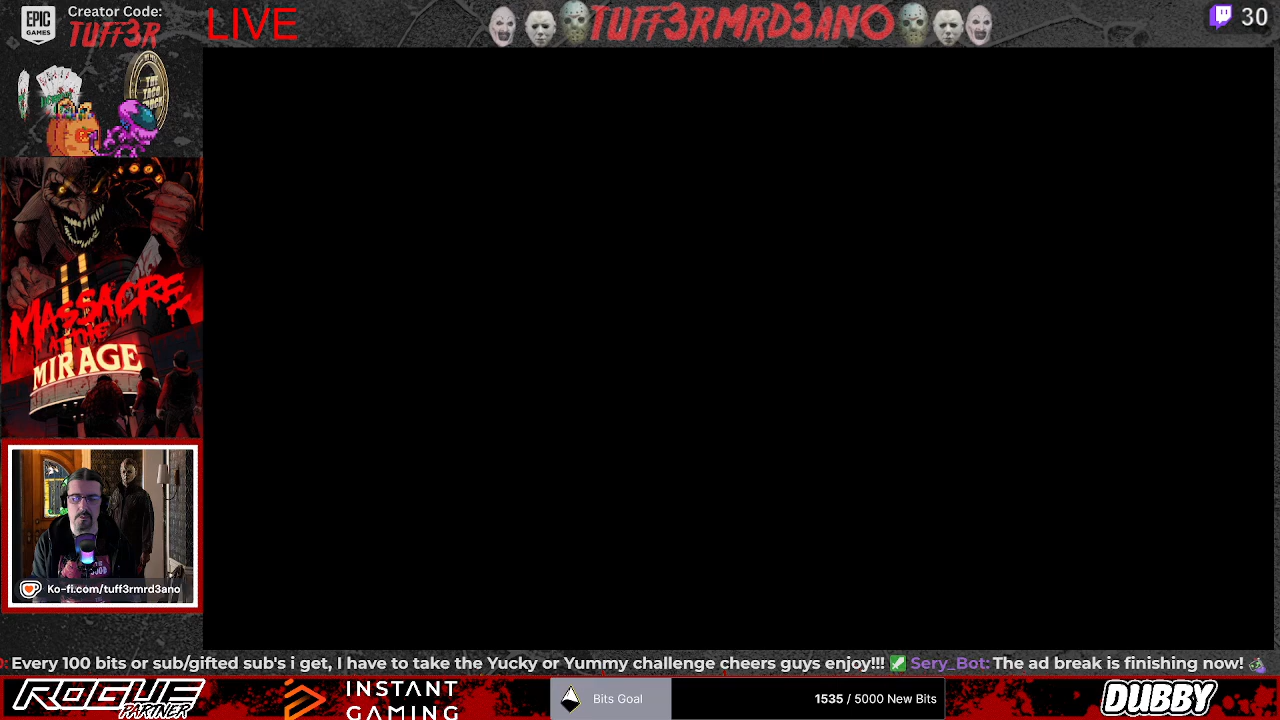 EPIC
GAMES
Creator Code:
TUFF3R
LIVE
TUFF3RMRD3ANO
30
MASSACRE
AT THE
MIRAGE
Ko-fi.com/tuff3rmrd3ano
Every 100 bits or sub/gifted sub's i get, I have to take the Yucky or Yummy challenge cheers guys enjoy!!! Sery_Bot: The ad break is finishing now!
ROGUE
PARTNER
INSTANT
GAMING
Bits Goal
1535 / 5000 New Bits
DUBBY